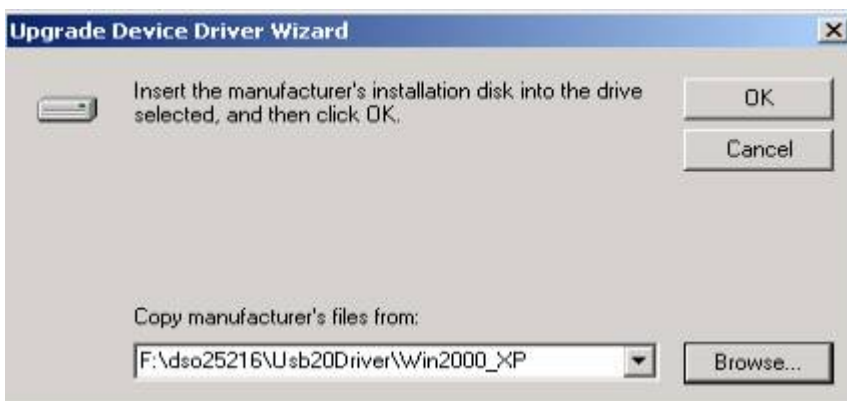 Upgrade Device Driver Wizard
Insert the manufacturer's installation disk into the drive
selected, and then click OK.
OK
Cancel
Copy manufacturer's files from:
F:\dso25216\Usb20Driver\Win2000_XP
Browse...